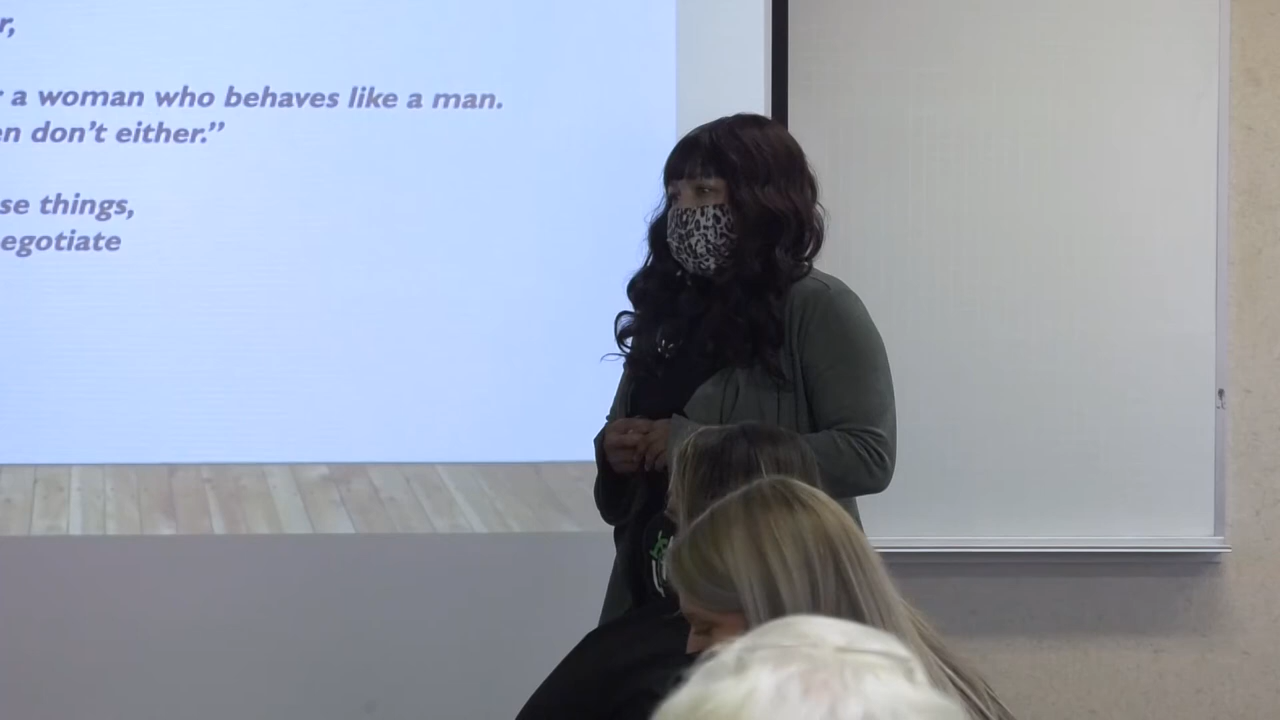 r,
r a woman who behaves like a man.
en don't either.”
se things,
egotiate